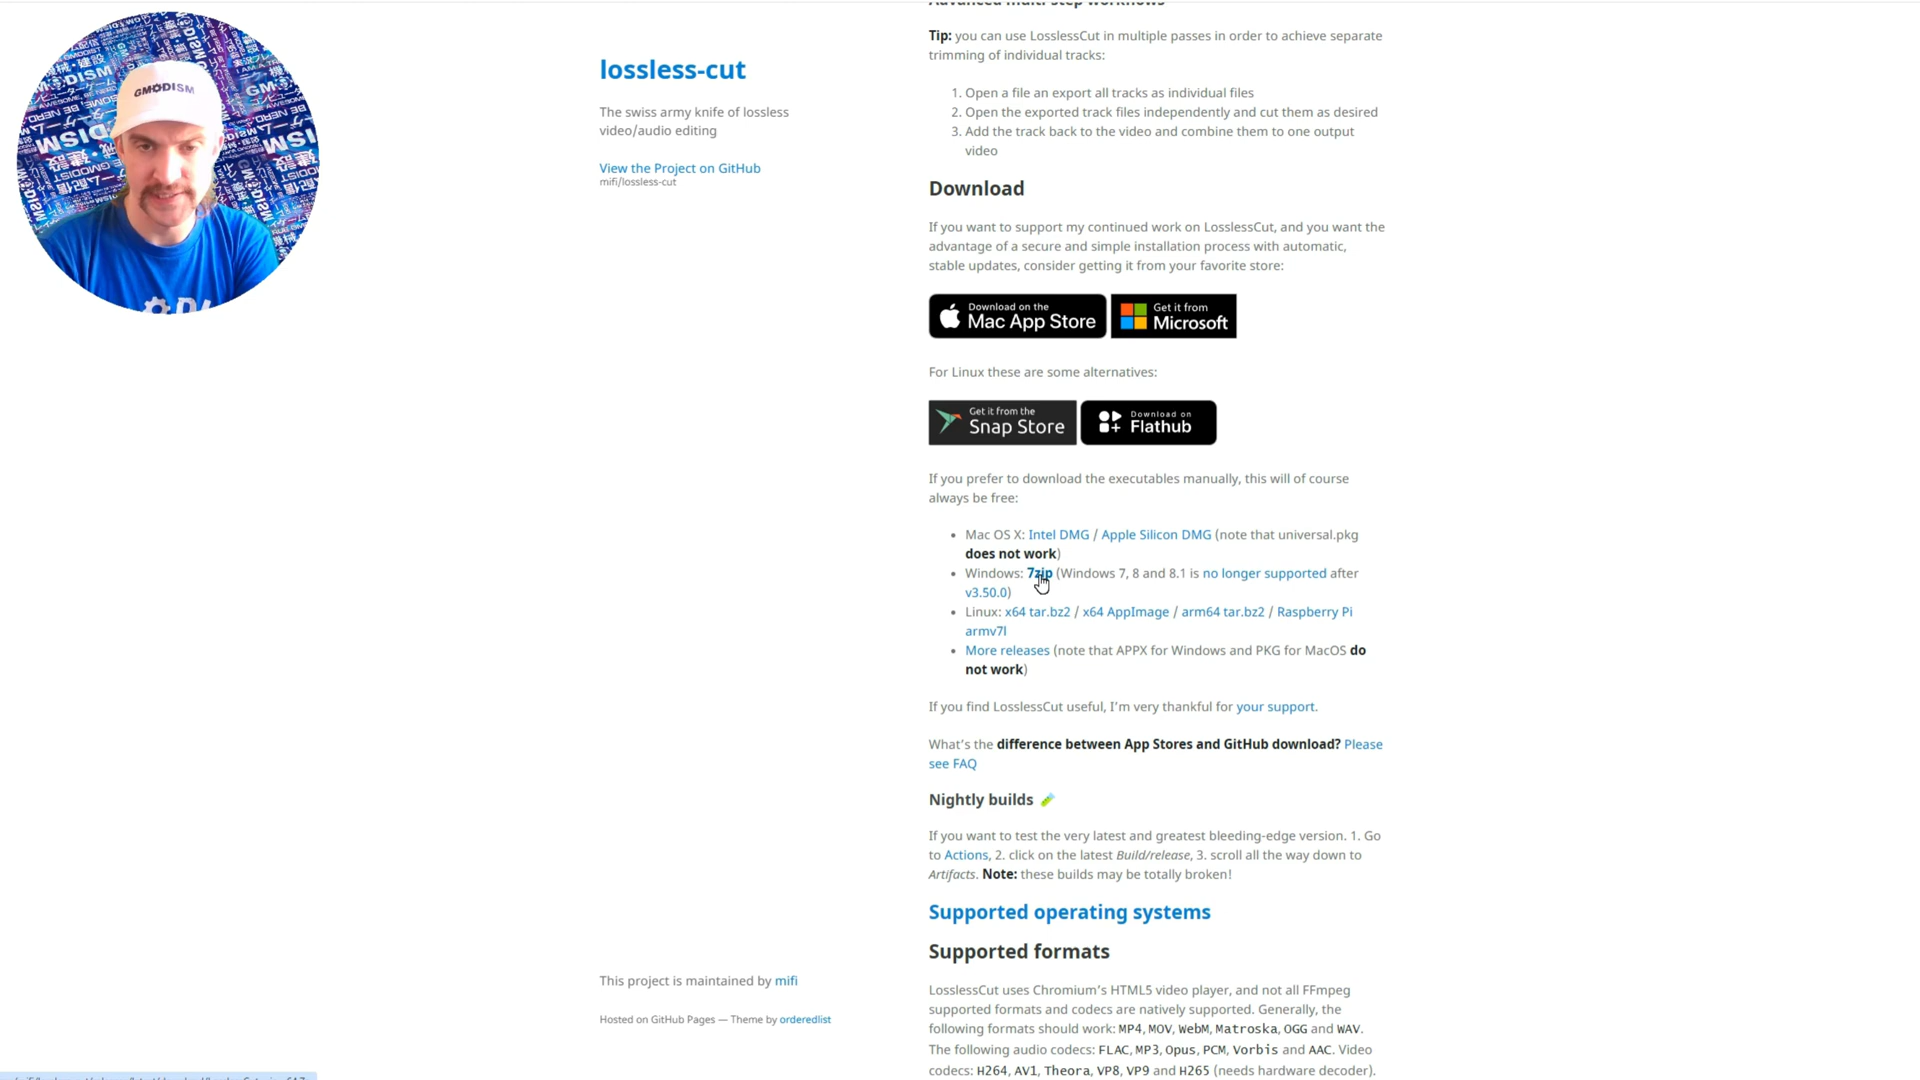 Advanced multi-step workflows
Tip: you can use LosslessCut in multiple passes in order to achieve separate
trimming of individual tracks:
1. Open a file an export all tracks as individual files
2. Open the exported track files independently and cut them as desired
3. Add the track back to the video and combine them to one output
video
lossless-cut
The swiss army knife of lossless
video/audio editing
View the Project on GitHub
mifi/lossless-cut
GMODISM
Download
If you want to support my continued work on LosslessCut, and you want the
advantage of a secure and simple installation process with automatic,
stable updates, consider getting it from your favorite store:
Download on the
Mac App Store
Get it from
Microsoft
For Linux these are some alternatives:
Get it from the
Snap Store
Download on
Flathub
If you prefer to download the executables manually, this will of course
always be free:
• Mac OS X: Intel DMG / Apple Silicon DMG (note that universal.pkg
does not work)
• Windows: 7zip (Windows 7, 8 and 8.1 is no longer supported after
v3.50.0)
• Linux: x64 tar.bz2 / x64 AppImage / arm64 tar.bz2 / Raspberry Pi
armv7l
• More releases (note that APPX for Windows and PKG for MacOS do
not work)
If you find LosslessCut useful, I'm very thankful for your support.
What's the difference between App Stores and GitHub download? Please
see FAQ
Nightly builds
If you want to test the very latest and greatest bleeding-edge version. 1. Go
to Actions, 2. click on the latest Build/release, 3. scroll all the way down to
Artifacts. Note: these builds may be totally broken!
Supported operating systems
Supported formats
LosslessCut uses Chromium's HTML5 video player, and not all FFmpeg
supported formats and codecs are natively supported. Generally, the
following formats should work: MP4, MOV, WebM, Matroska, OGG and WAV.
The following audio codecs: FLAC, MP3, Opus, PCM, Vorbis and AAC. Video
codecs: H264, AV1, Theora, VP8, VP9 and H265 (needs hardware decoder).
This project is maintained by mifi
Hosted on GitHub Pages — Theme by orderedlist